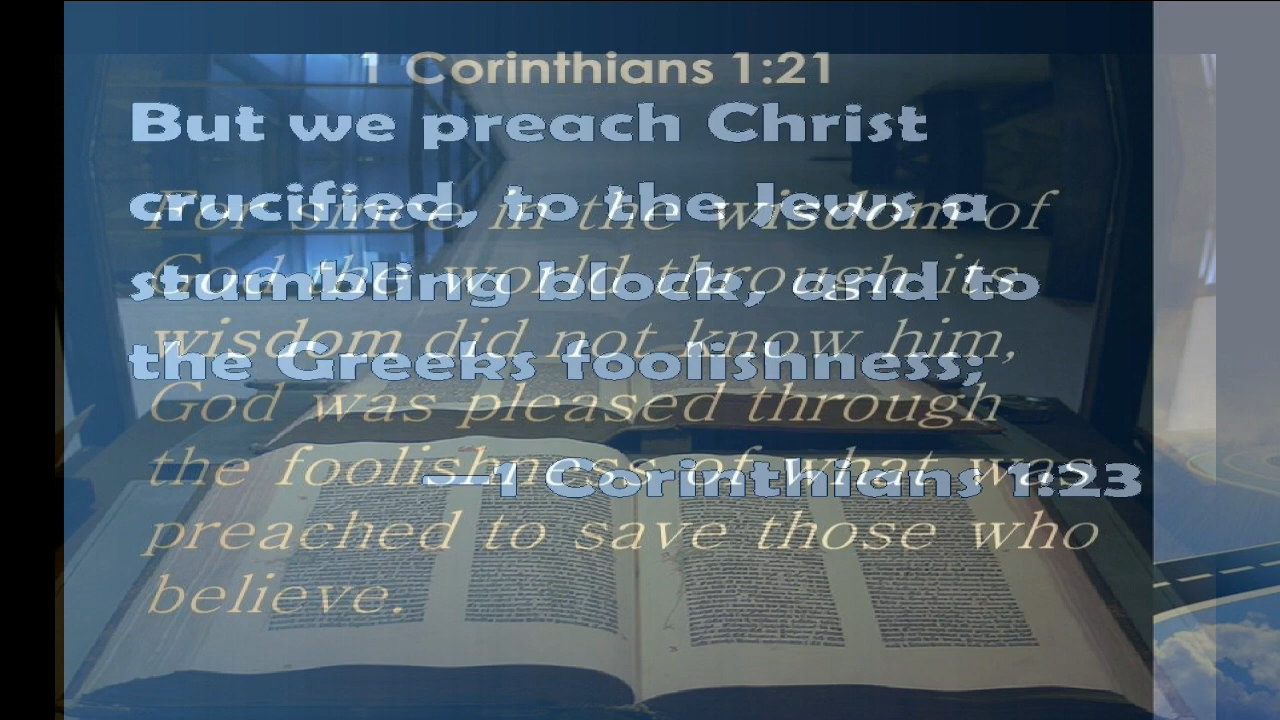 1 Corinthians 1:21
But we preach Christ
crucified, to the Jews a
stumbling block, and to
the Greeks foolishness;
—1 Corinthians 1:23
For since in the wisdom of
God the world through its
wisdom did not know him,
God was pleased through
the foolishness of what was
preached to save those who
believe.